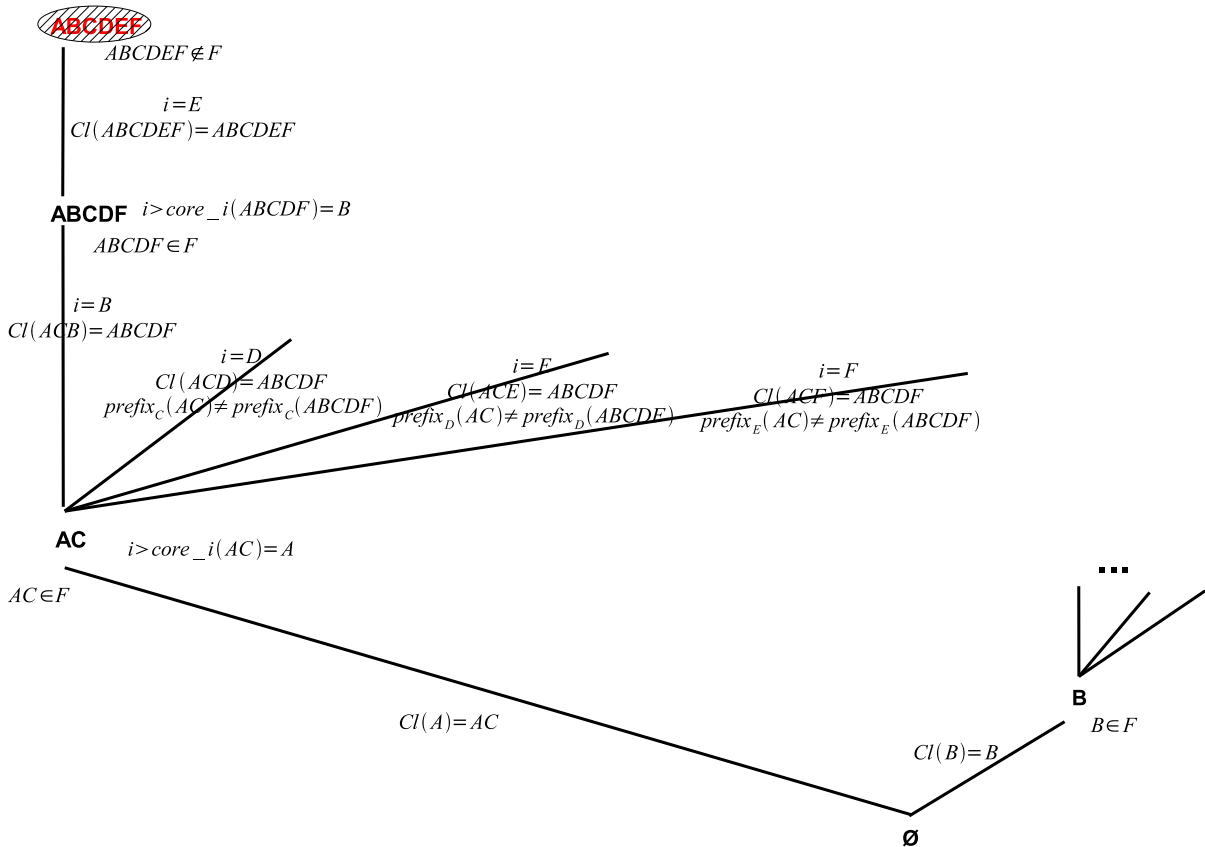 ABCDEF
ABCDEF∉F
i=E
Cl(ABCDEF)=ABCDEF
ABCDF i>core_i(ABCDF)=B
ABCDF∈F
i=B
Cl(ACB)=ABCDF
i=D
Cl(ACD)=ABCDF
prefix_C(AC)≠prefix_C(ABCDF)
i=E
Cl(ACE)=ABCDF
prefix_D(AC)≠prefix_D(ABCDF)
i=F
Cl(ACF)=ABCDF
prefix_E(AC)≠prefix_E(ABCDF)
AC i>core_i(AC)=A
AC∈F
...
B
B∈F
Cl(A)=AC
Cl(B)=B
Ø